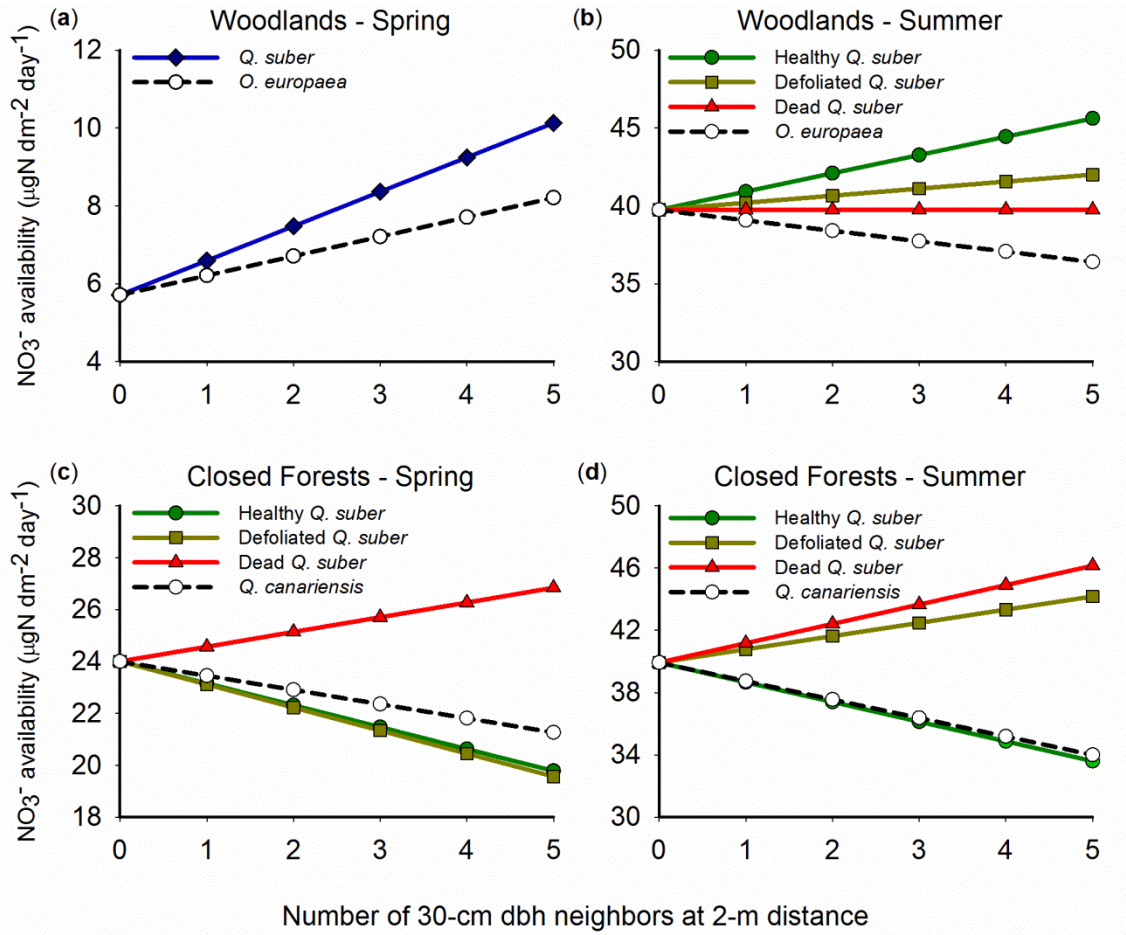 (a) Woodlands - Spring
NO₃⁻ availability (µgN dm⁻² day⁻¹)
12
10
8
6
4
Q. suber
O. europaea
0 1 2 3 4 5
(b) Woodlands - Summer
50
45
40
35
30
Healthy Q. suber
Defoliated Q. suber
Dead Q. suber
O. europaea
0 1 2 3 4 5
(c) Closed Forests - Spring
NO₃⁻ availability (µgN dm⁻² day⁻¹)
30
28
26
24
22
20
18
Healthy Q. suber
Defoliated Q. suber
Dead Q. suber
Q. canariensis
0 1 2 3 4 5
(d) Closed Forests - Summer
50
46
42
38
34
30
Healthy Q. suber
Defoliated Q. suber
Dead Q. suber
Q. canariensis
0 1 2 3 4 5
Number of 30-cm dbh neighbors at 2-m distance